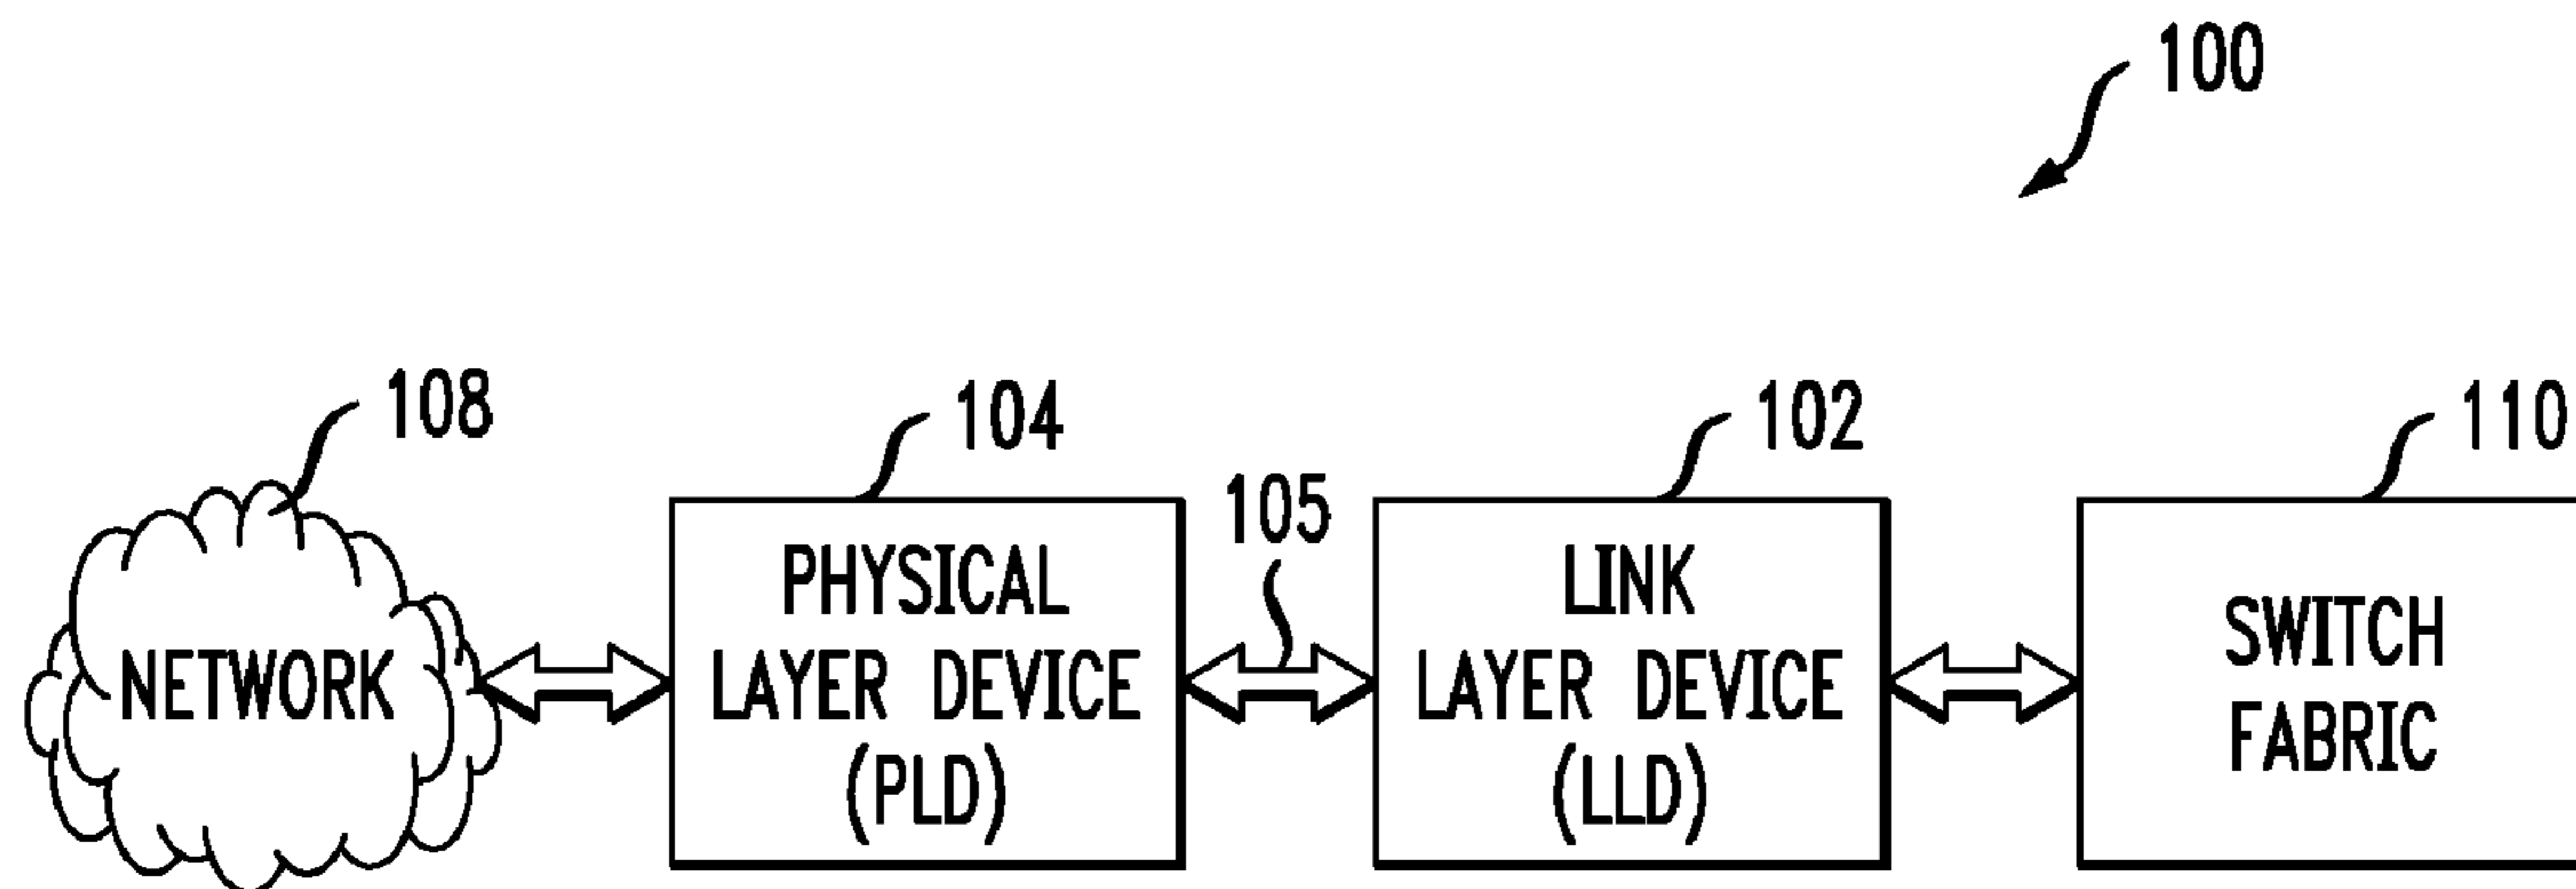 100
108
104
102
110
105
NETWORK
PHYSICAL
LAYER DEVICE
(PLD)
LINK
LAYER DEVICE
(LLD)
SWITCH
FABRIC